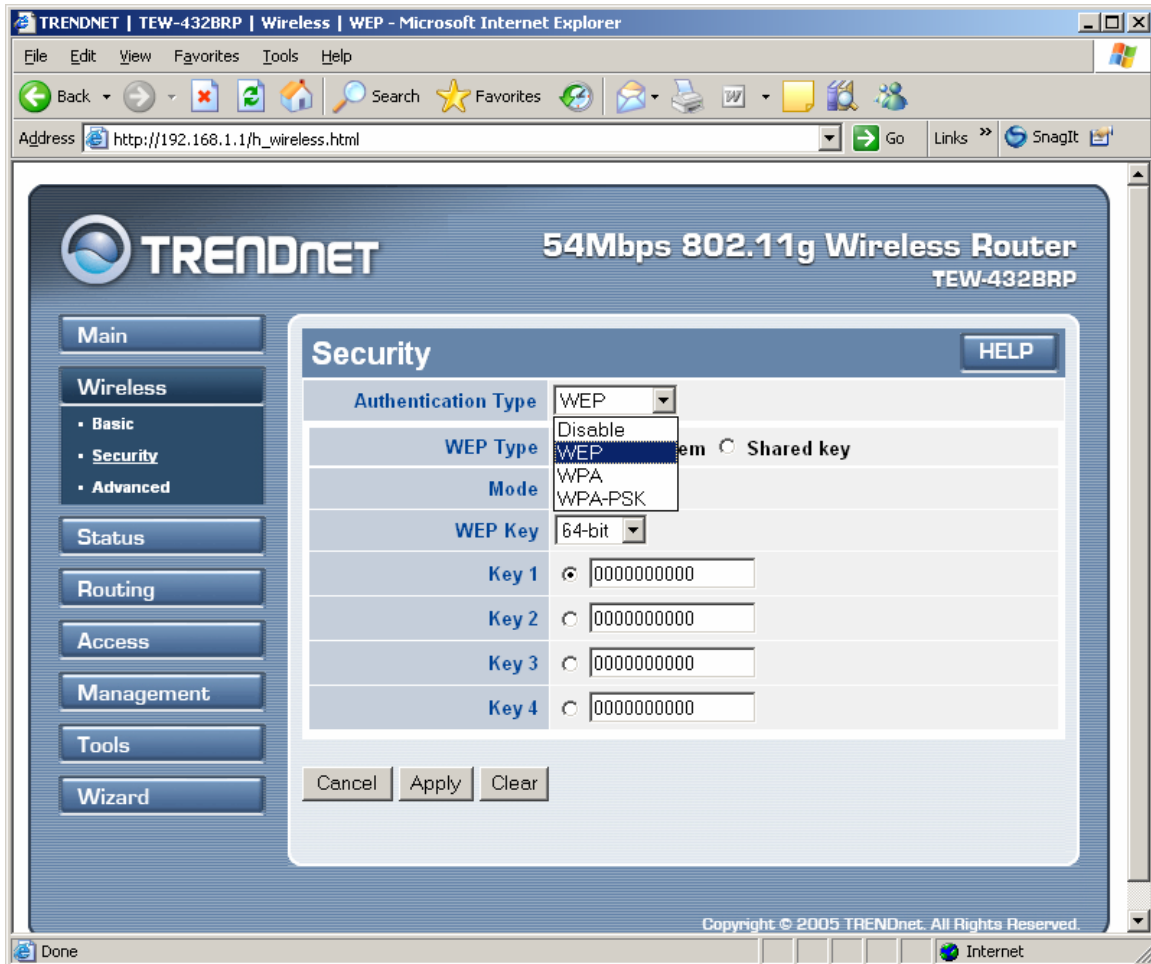 TRENDNET | TEW-432BRP | Wireless | WEP - Microsoft Internet Explorer
File Edit View Favorites Tools Help
Back Search Favorites
Address http://192.168.1.1/h_wireless.html Go Links » SnagIt
TRENDNET
54Mbps 802.11g Wireless Router
TEW-432BRP
Main
Wireless
Basic
Security
Advanced
Status
Routing
Access
Management
Tools
Wizard
Security HELP
Authentication Type WEP
Disable
WEP
WPA
WPA-PSK
WEP Type em Shared key
Mode
WEP Key 64-bit
Key 1 0000000000
Key 2 0000000000
Key 3 0000000000
Key 4 0000000000
Cancel Apply Clear
Copyright © 2005 TRENDnet. All Rights Reserved.
Done Internet